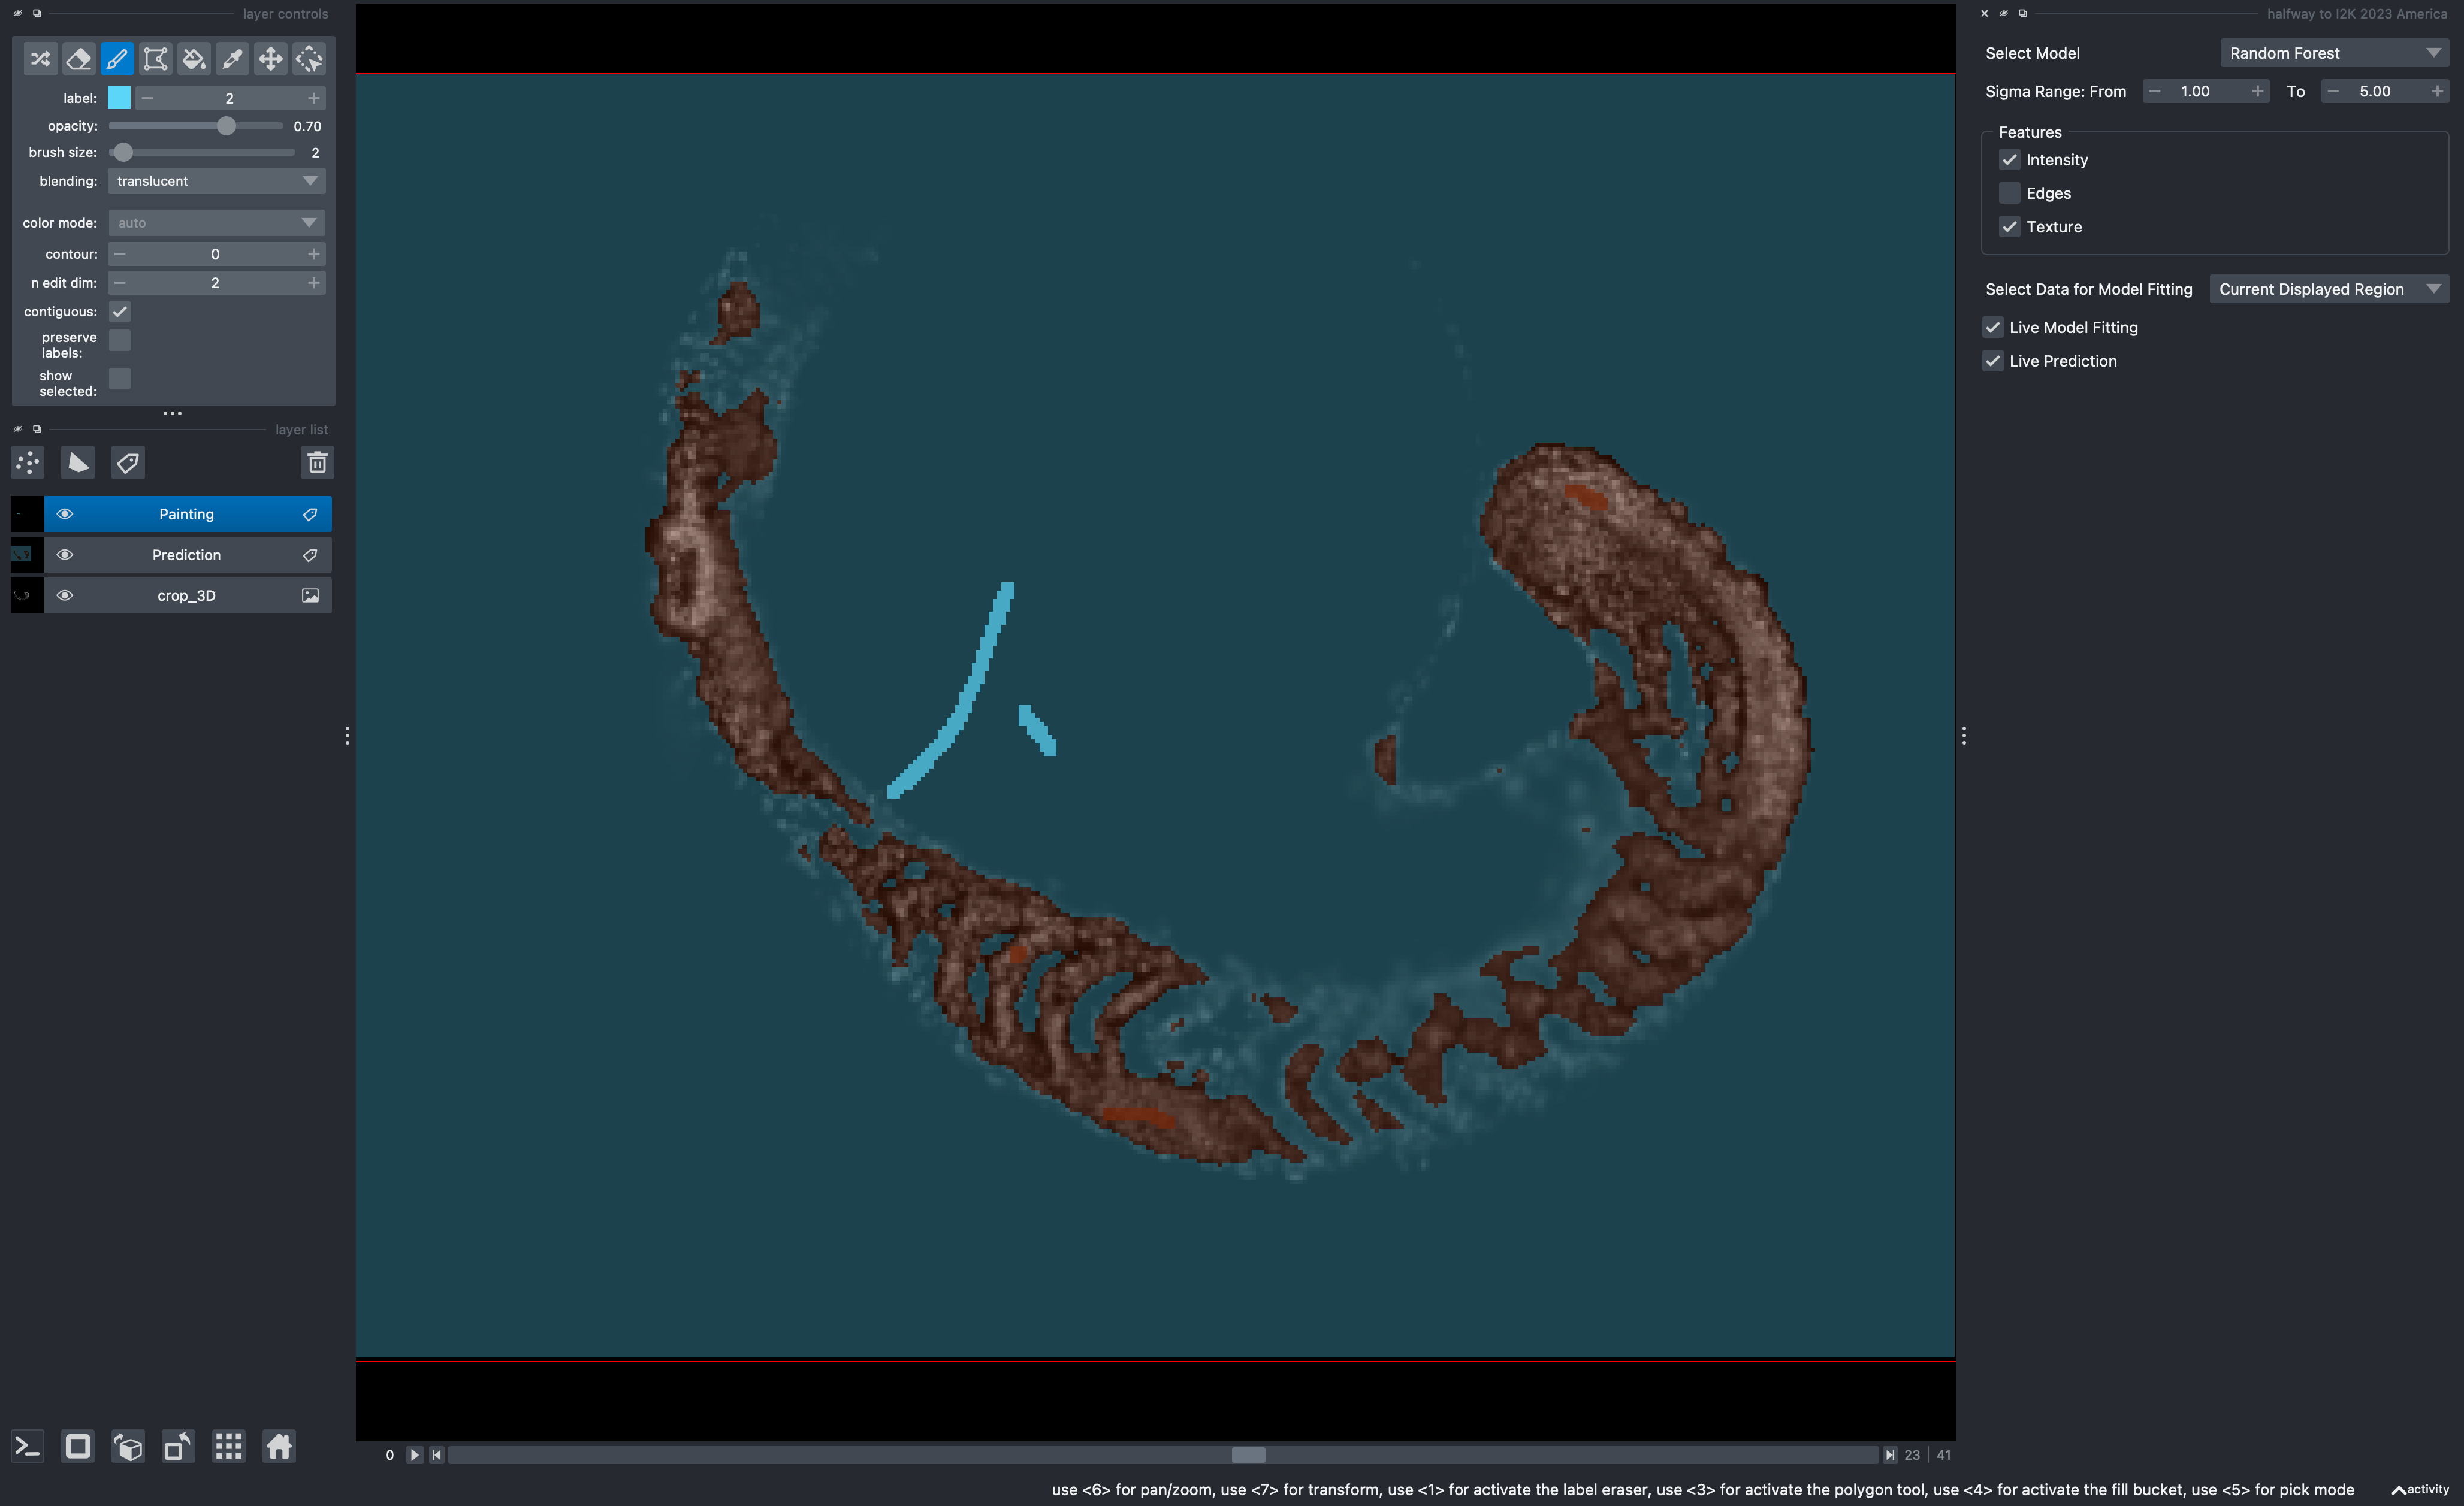 layer controls
label: 2
opacity: 0.70
brush size: 2
blending: translucent
color mode: auto
contour: 0
n edit dim: 2
contiguous:
preserve
labels:
show
selected:
layer list
Painting
Prediction
crop_3D
halfway to I2K 2023 America
Select Model Random Forest
Sigma Range: From 1.00 To 5.00
Features
Intensity
Edges
Texture
Select Data for Model Fitting Current Displayed Region
Live Model Fitting
Live Prediction
0 23 41
use <6> for pan/zoom, use <7> for transform, use <1> for activate the label eraser, use <3> for activate the polygon tool, use <4> for activate the fill bucket, use <5> for pick mode activity